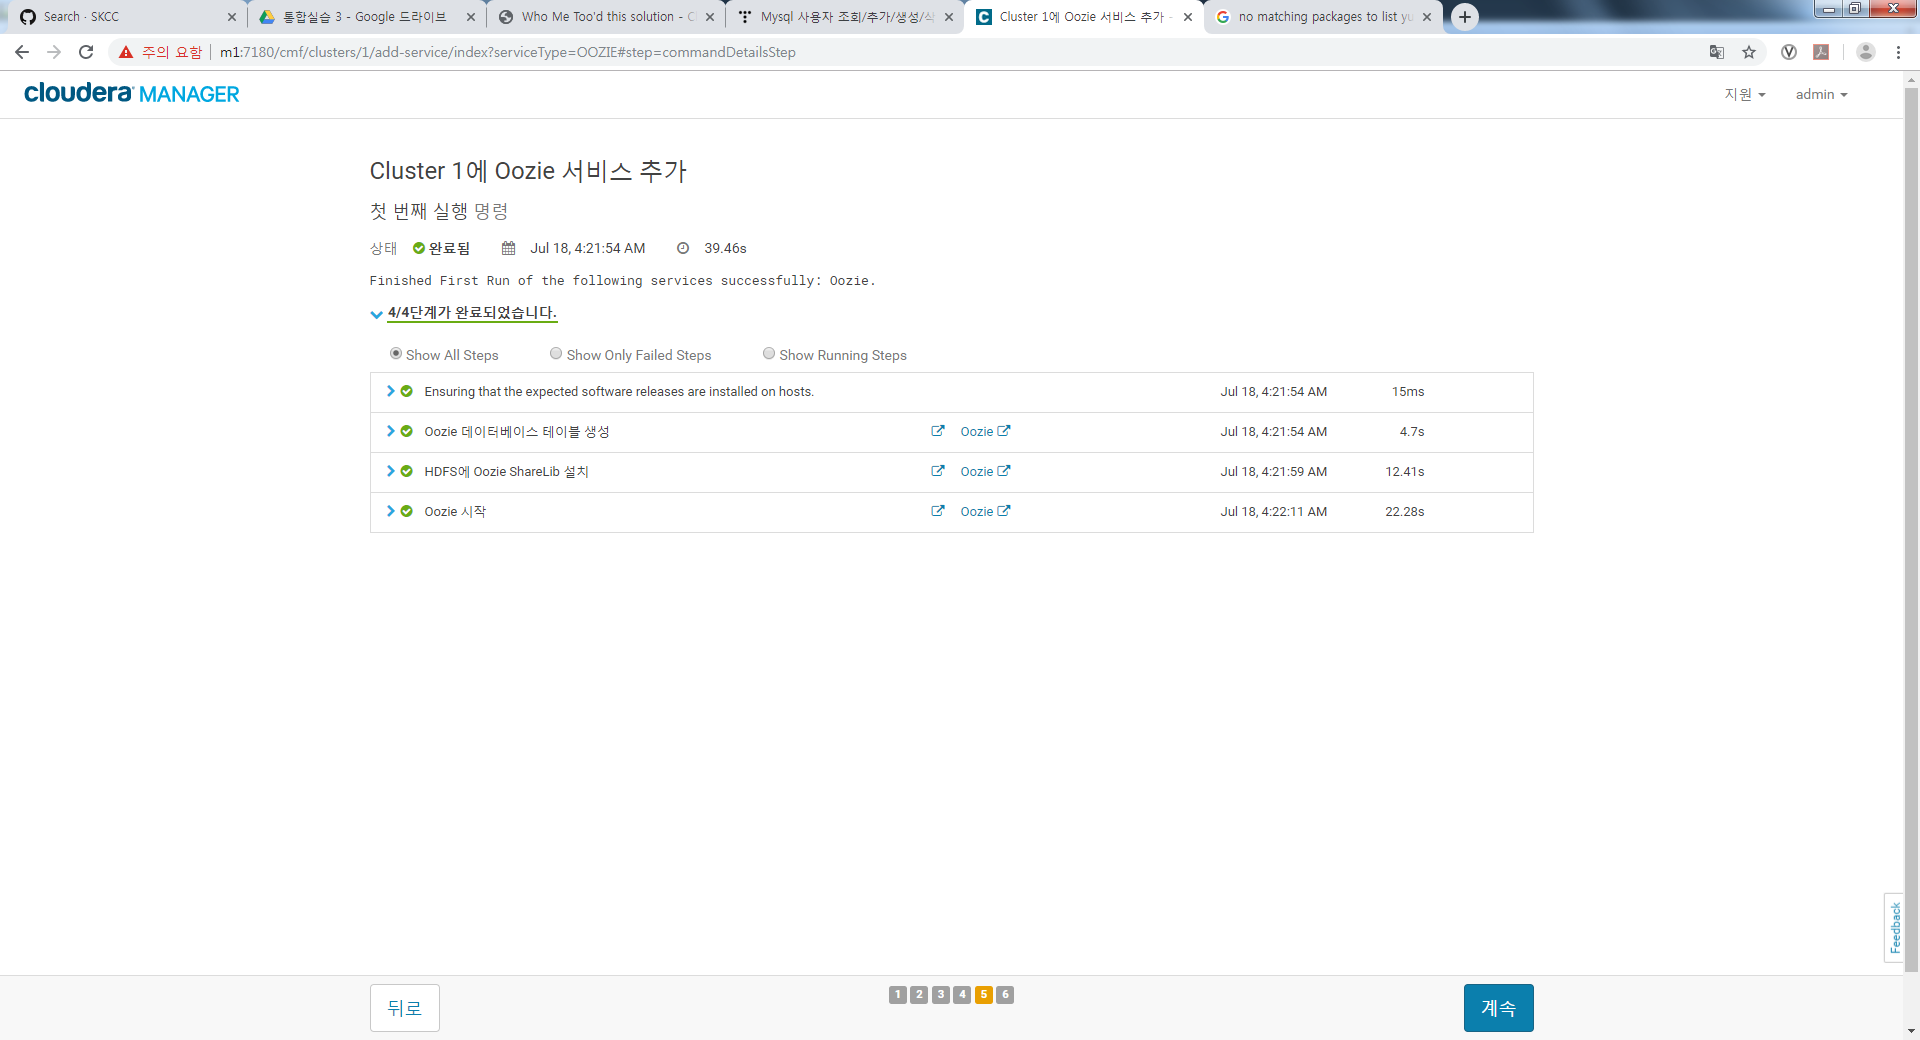 Search · SKCC
통합실습 3 - Google 드라이브
Who Me Too'd this solution - Cl
Mysql 사용자 조회/추가/생성/삭
Cluster 1에 Oozie 서비스 추가 -
no matching packages to list yu
주의 요함 | m1:7180/cmf/clusters/1/add-service/index?serviceType=OOZIE#step=commandDetailsStep
cloudera MANAGER
지원
admin
Cluster 1에 Oozie 서비스 추가
첫 번째 실행 명령
상태 완료됨 Jul 18, 4:21:54 AM 39.46s
Finished First Run of the following services successfully: Oozie.
4/4단계가 완료되었습니다.
Show All Steps Show Only Failed Steps Show Running Steps
Ensuring that the expected software releases are installed on hosts. Jul 18, 4:21:54 AM 15ms
Oozie 데이터베이스 테이블 생성 Oozie Jul 18, 4:21:54 AM 4.7s
HDFS에 Oozie ShareLib 설치 Oozie Jul 18, 4:21:59 AM 12.41s
Oozie 시작 Oozie Jul 18, 4:22:11 AM 22.28s
Feedback
뒤로
1 2 3 4 5 6
계속